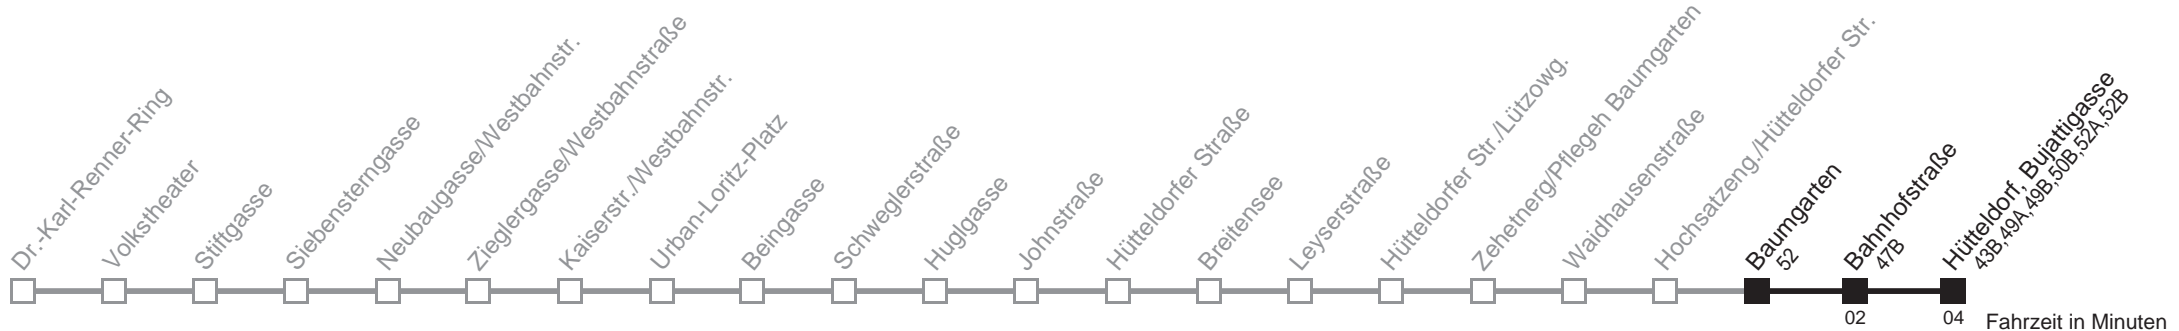 Dr.-Karl-Renner-Ring
Volkstheater
Stiftgasse
Siebensterngasse
Neubaugasse/Westbahnstr.
Zieglergasse/Westbahnstraße
Kaiserstr./Westbahnstr.
Urban-Loritz-Platz
Beingasse
Schweglerstraße
Huglgasse
Johnstraße
Hütteldorfer Straße
Breitensee
Leyserstraße
Hütteldorfer Str./Lützowg.
Zehetnerg/Pflegeh Baumgarten
Waidhausenstraße
Hochsatzeng./Hütteldorfer Str.
Baumgarten
52
Bahnhofstraße
47B
Hütteldorf, Bujattigasse
43B,49A,49B,50B,52A,52B
02
04
Fahrzeit in Minuten